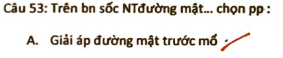 Câu 53: Trên bn sốc NTđường mật... chọn pp :
A. Giải áp đường mật trước mổ .